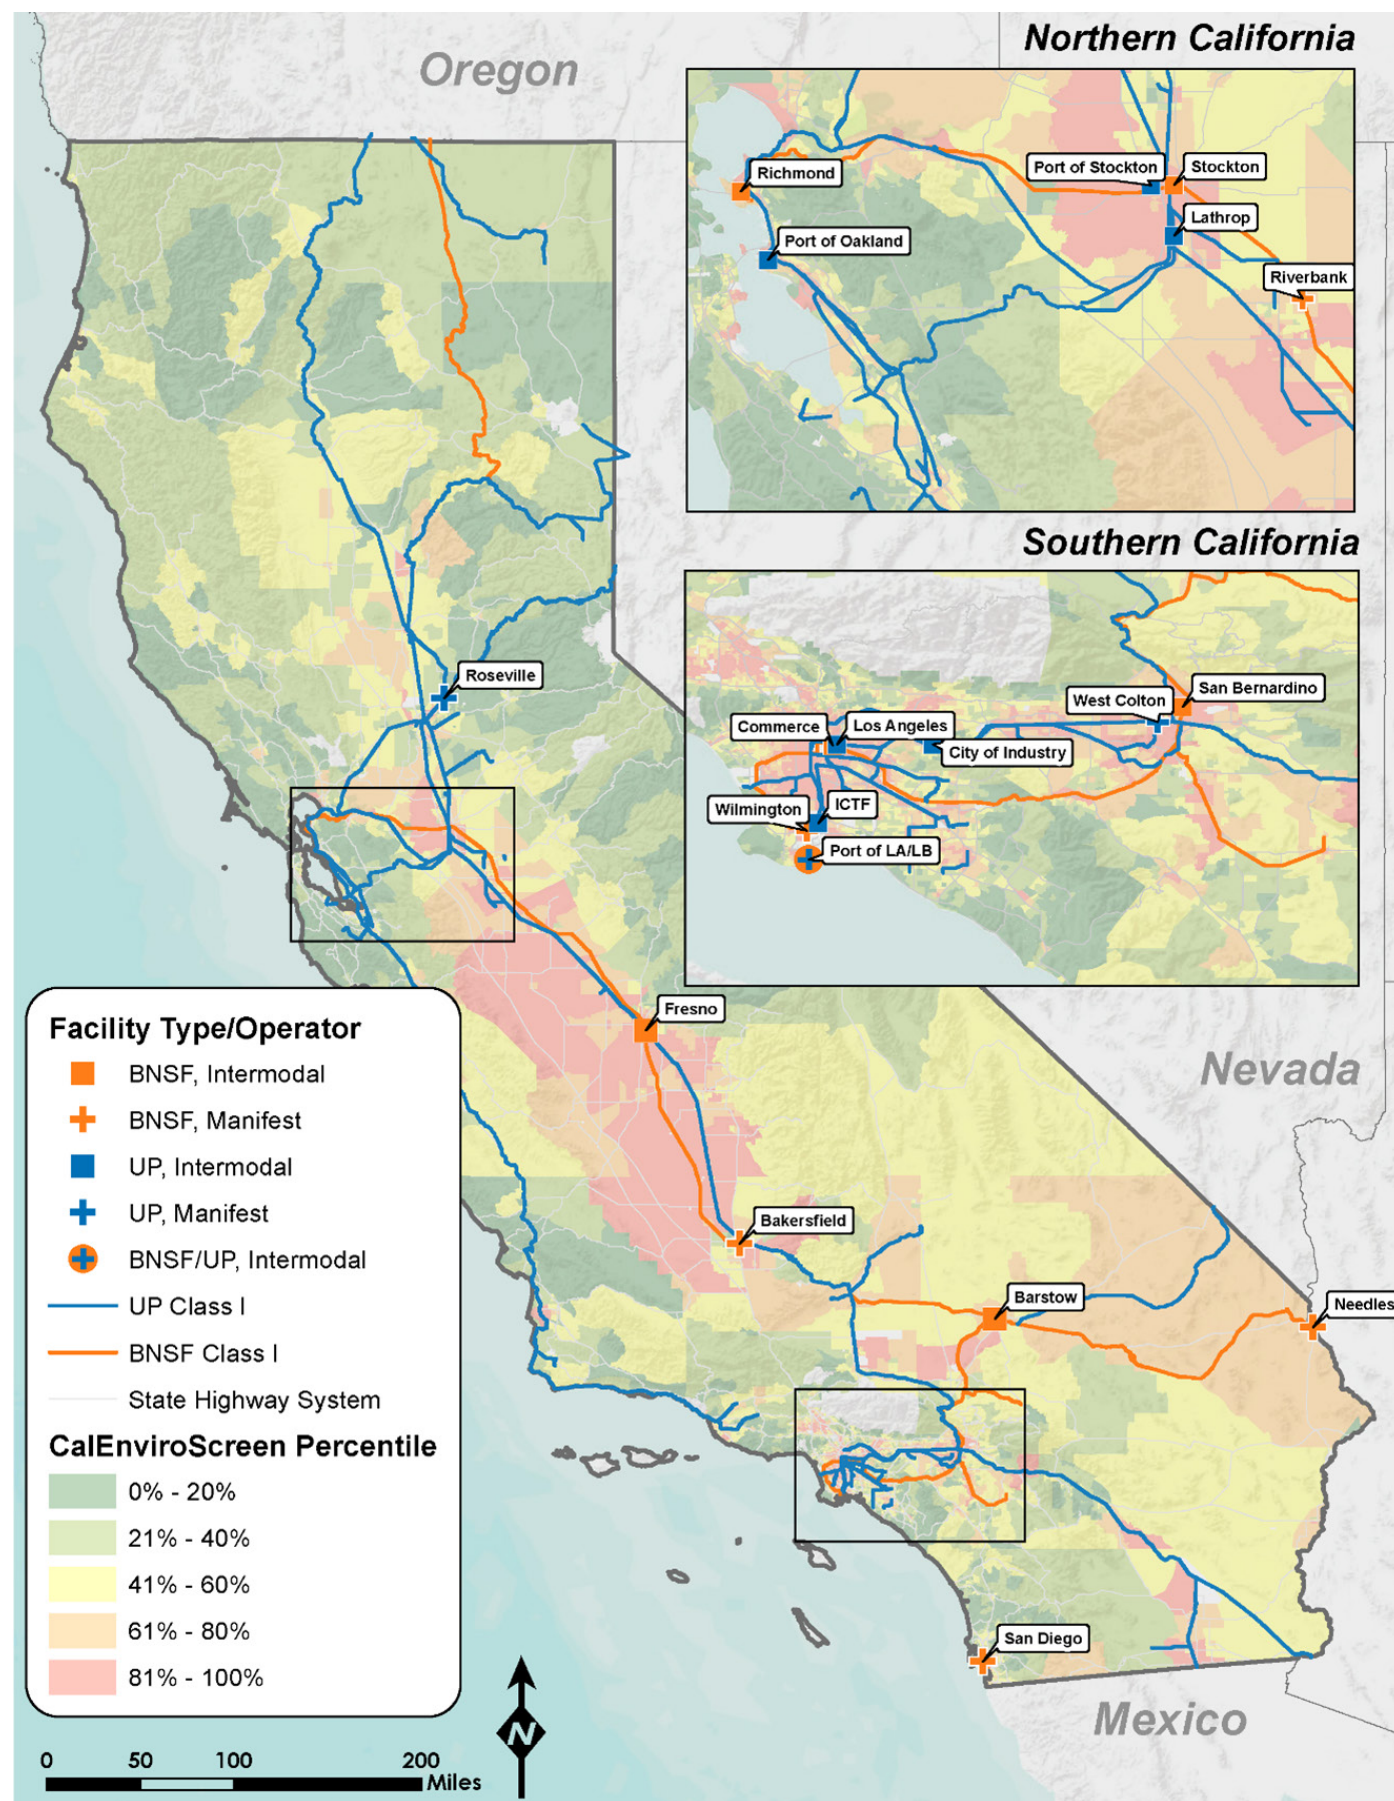 Oregon
Northern California
Richmond
Port of Stockton
Stockton
Lathrop
Port of Oakland
Riverbank
Southern California
San Bernardino
West Colton
Commerce
Los Angeles
City of Industry
Wilmington
ICTF
Port of LA/LB
Roseville
Fresno
Nevada
Bakersfield
Barstow
Needles
San Diego
Mexico
Facility Type/Operator
BNSF, Intermodal
BNSF, Manifest
UP, Intermodal
UP, Manifest
BNSF/UP, Intermodal
UP Class I
BNSF Class I
State Highway System
CalEnviroScreen Percentile
0% - 20%
21% - 40%
41% - 60%
61% - 80%
81% - 100%
N
0 50 100 200
Miles